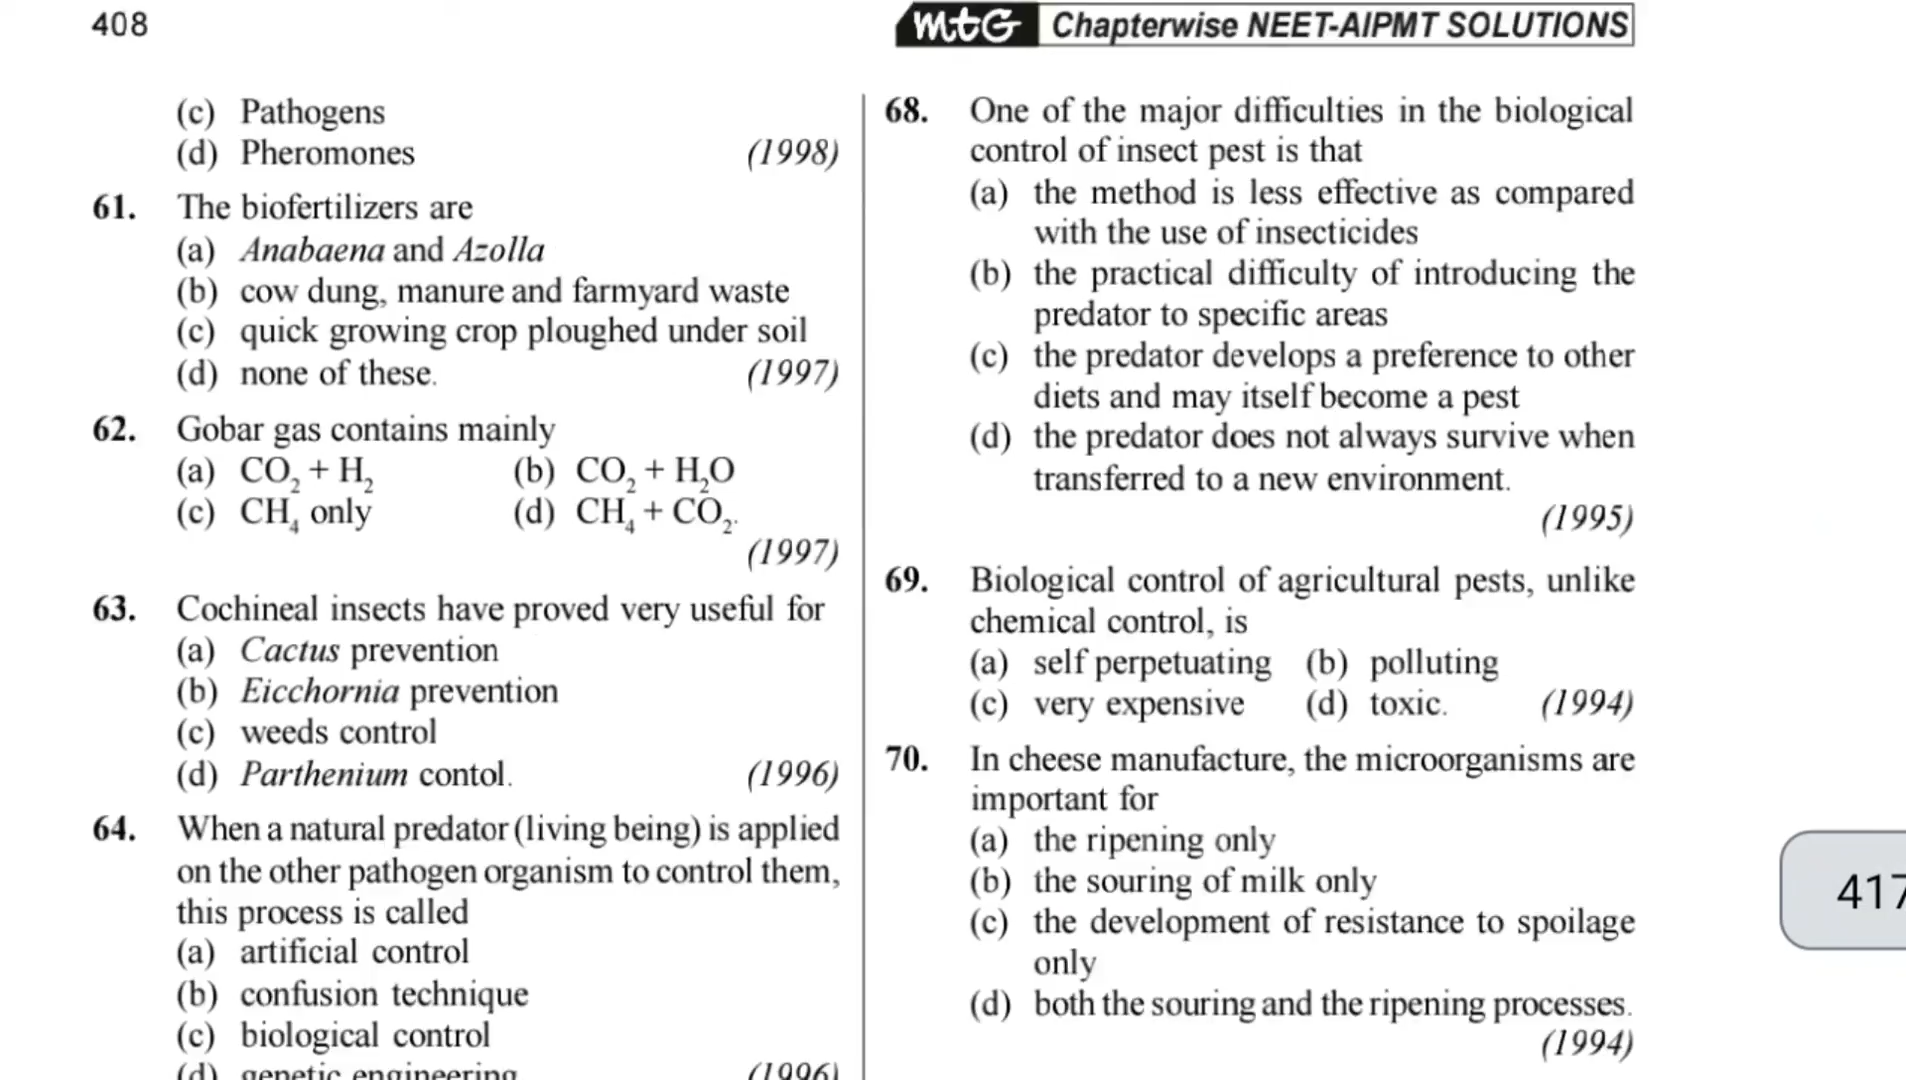 408
mtG Chapterwise NEET-AIPMT SOLUTIONS
(c) Pathogens
(d) Pheromones (1998)
61. The biofertilizers are
(a) Anabaena and Azolla
(b) cow dung, manure and farmyard waste
(c) quick growing crop ploughed under soil
(d) none of these. (1997)
62. Gobar gas contains mainly
(a) CO₂ + H₂ (b) CO₂ + H₂O
(c) CH₄ only (d) CH₄ + CO₂.
(1997)
63. Cochineal insects have proved very useful for
(a) Cactus prevention
(b) Eicchornia prevention
(c) weeds control
(d) Parthenium contol. (1996)
64. When a natural predator (living being) is applied
on the other pathogen organism to control them,
this process is called
(a) artificial control
(b) confusion technique
(c) biological control
(d) genetic engineering (1996)
68. One of the major difficulties in the biological
control of insect pest is that
(a) the method is less effective as compared
with the use of insecticides
(b) the practical difficulty of introducing the
predator to specific areas
(c) the predator develops a preference to other
diets and may itself become a pest
(d) the predator does not always survive when
transferred to a new environment.
(1995)
69. Biological control of agricultural pests, unlike
chemical control, is
(a) self perpetuating (b) polluting
(c) very expensive (d) toxic. (1994)
70. In cheese manufacture, the microorganisms are
important for
(a) the ripening only
(b) the souring of milk only
(c) the development of resistance to spoilage
only
(d) both the souring and the ripening processes.
(1994)
417